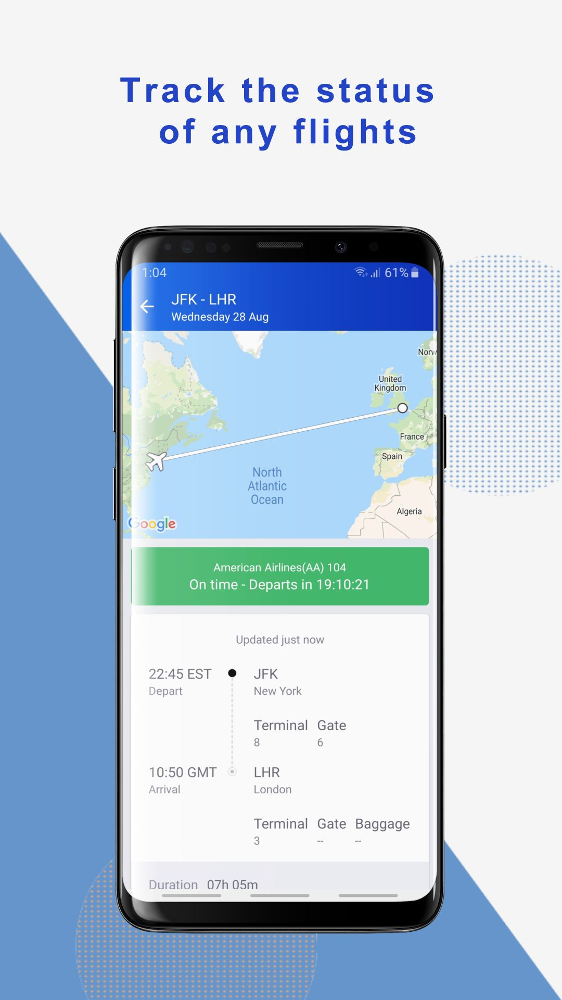 Track the status
of any flights
1:04
61%
JFK - LHR
Wednesday 28 Aug
Norw
United
Kingdom
France
Spain
North
Atlantic
Ocean
Algeria
Google
American Airlines(AA) 104
On time - Departs in 19:10:21
Updated just now
22:45 EST JFK
Depart New York
Terminal Gate
8 6
10:50 GMT LHR
Arrival London
Terminal Gate Baggage
3 -- --
Duration 07h 05m